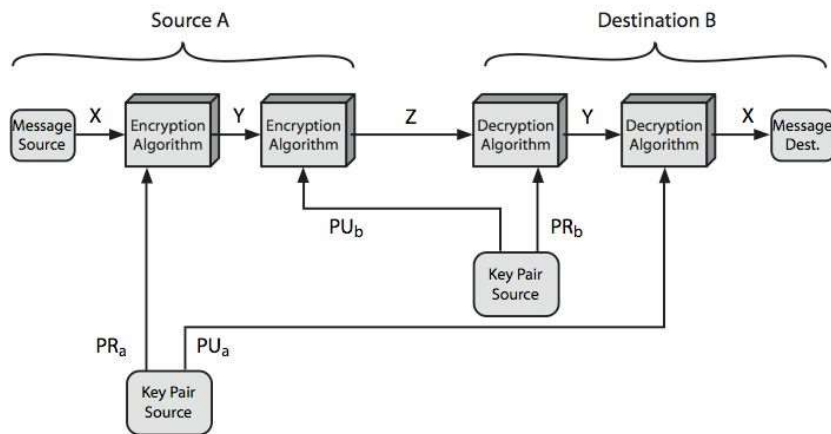 Source A
Destination B
X
Y
Z
Y
X
Message
Source
Encryption
Algorithm
Encryption
Algorithm
Decryption
Algorithm
Decryption
Algorithm
Message
Dest.
PUb
PRb
Key Pair
Source
PRa
PUa
Key Pair
Source